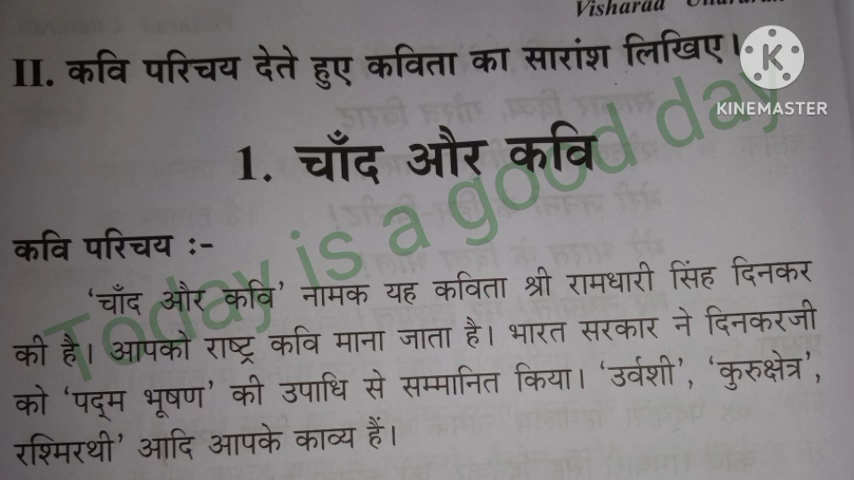 Visharad Uttarardh
II. कवि परिचय देते हुए कविता का सारांश लिखिए।
KINEMASTER
1. चाँद और कवि
Today is a good day
कवि परिचय :-
‘चाँद और कवि’ नामक यह कविता श्री रामधारी सिंह दिनकर
की है। आपको राष्ट्र कवि माना जाता है। भारत सरकार ने दिनकरजी
को ‘पद्म भूषण’ की उपाधि से सम्मानित किया। ‘उर्वशी’, ‘कुरुक्षेत्र’,
रश्मिरथी’ आदि आपके काव्य हैं।